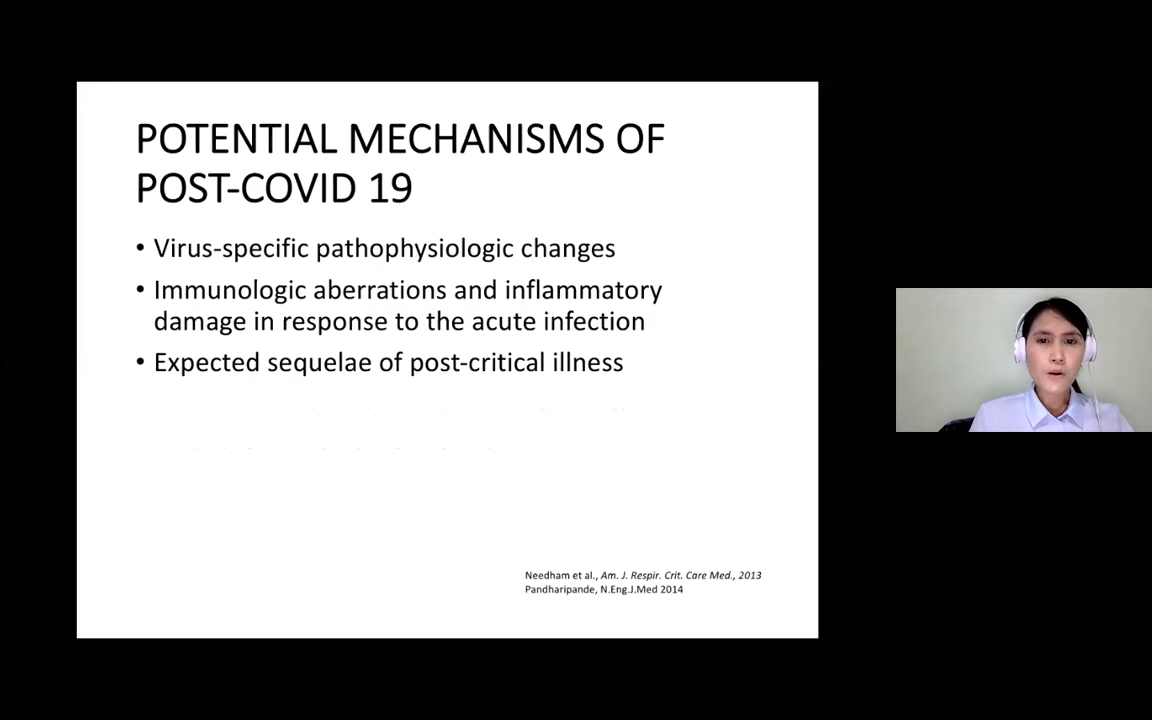 POTENTIAL MECHANISMS OF
POST-COVID 19
• Virus-specific pathophysiologic changes
• Immunologic aberrations and inflammatory
damage in response to the acute infection
• Expected sequelae of post-critical illness
Needham et al., Am. J. Respir. Crit. Care Med., 2013
Pandharipande, N.Eng.J.Med 2014